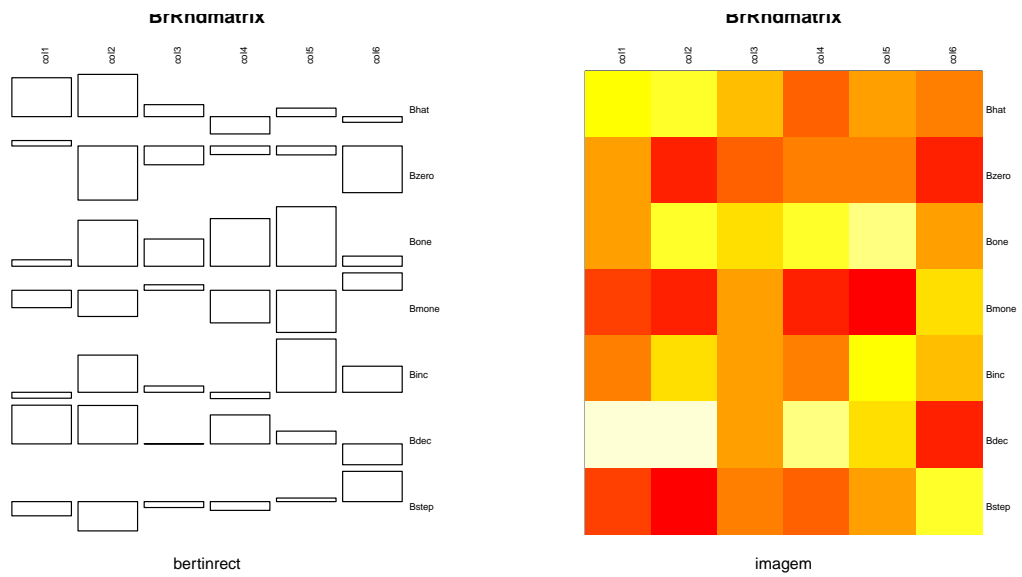 BrRndmatrix
col1 col2 col3 col4 col5 col6
Bhat
Bzero
Bone
Bmone
Binc
Bdec
Bstep
bertinrect
BrRndmatrix
col1 col2 col3 col4 col5 col6
Bhat
Bzero
Bone
Bmone
Binc
Bdec
Bstep
imagem